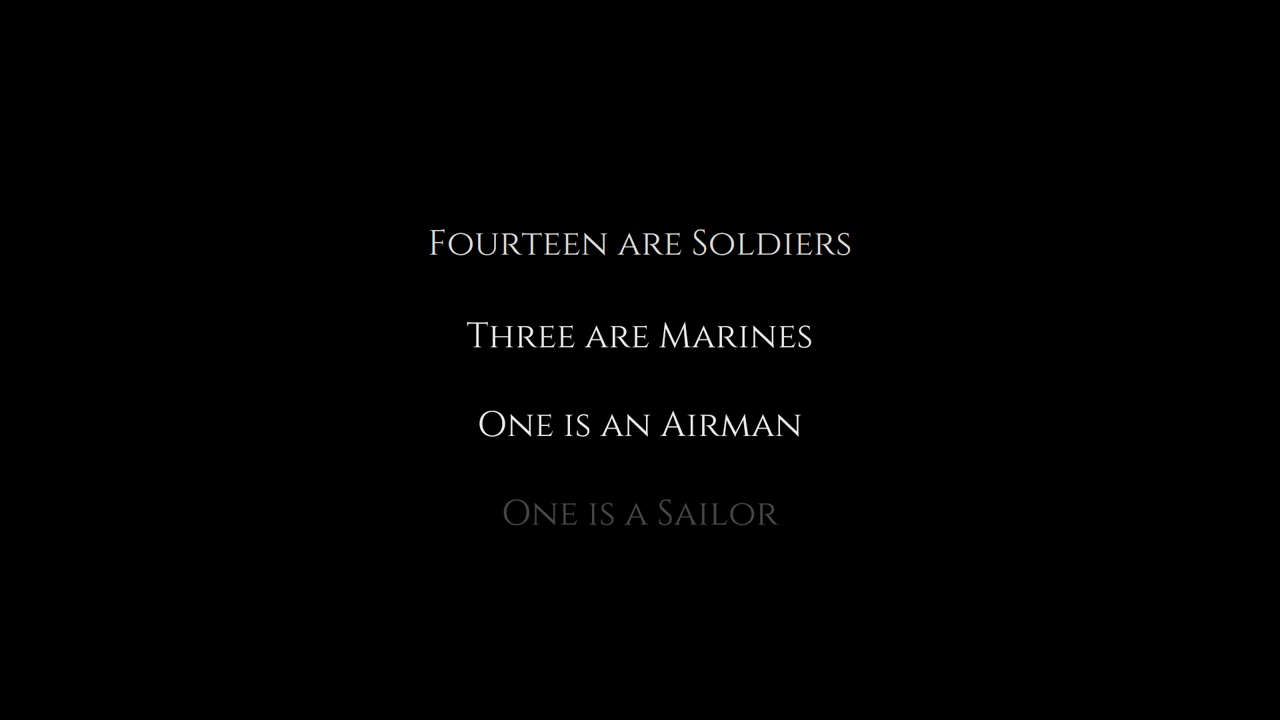 Fourteen are Soldiers
Three are Marines
One is an Airman
One is a Sailor